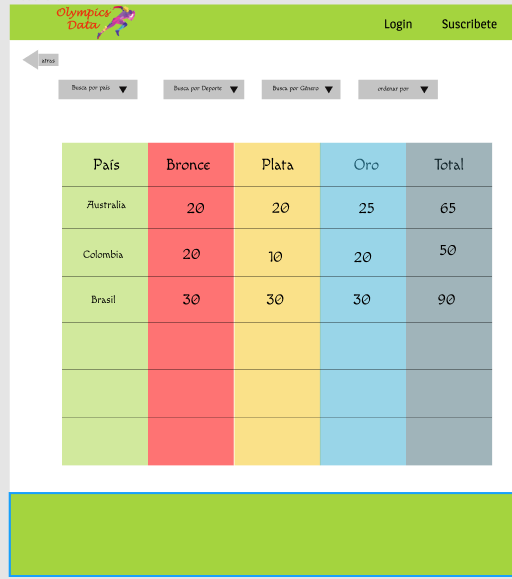 Olympics
Data
Login Suscribete
atras
Busca por país Busca por Deporte Busca por Género ordenar por
País Bronce Plata Oro Total
Australia 20 20 25 65
Colombia 20 10 20 50
Brasil 30 30 30 90